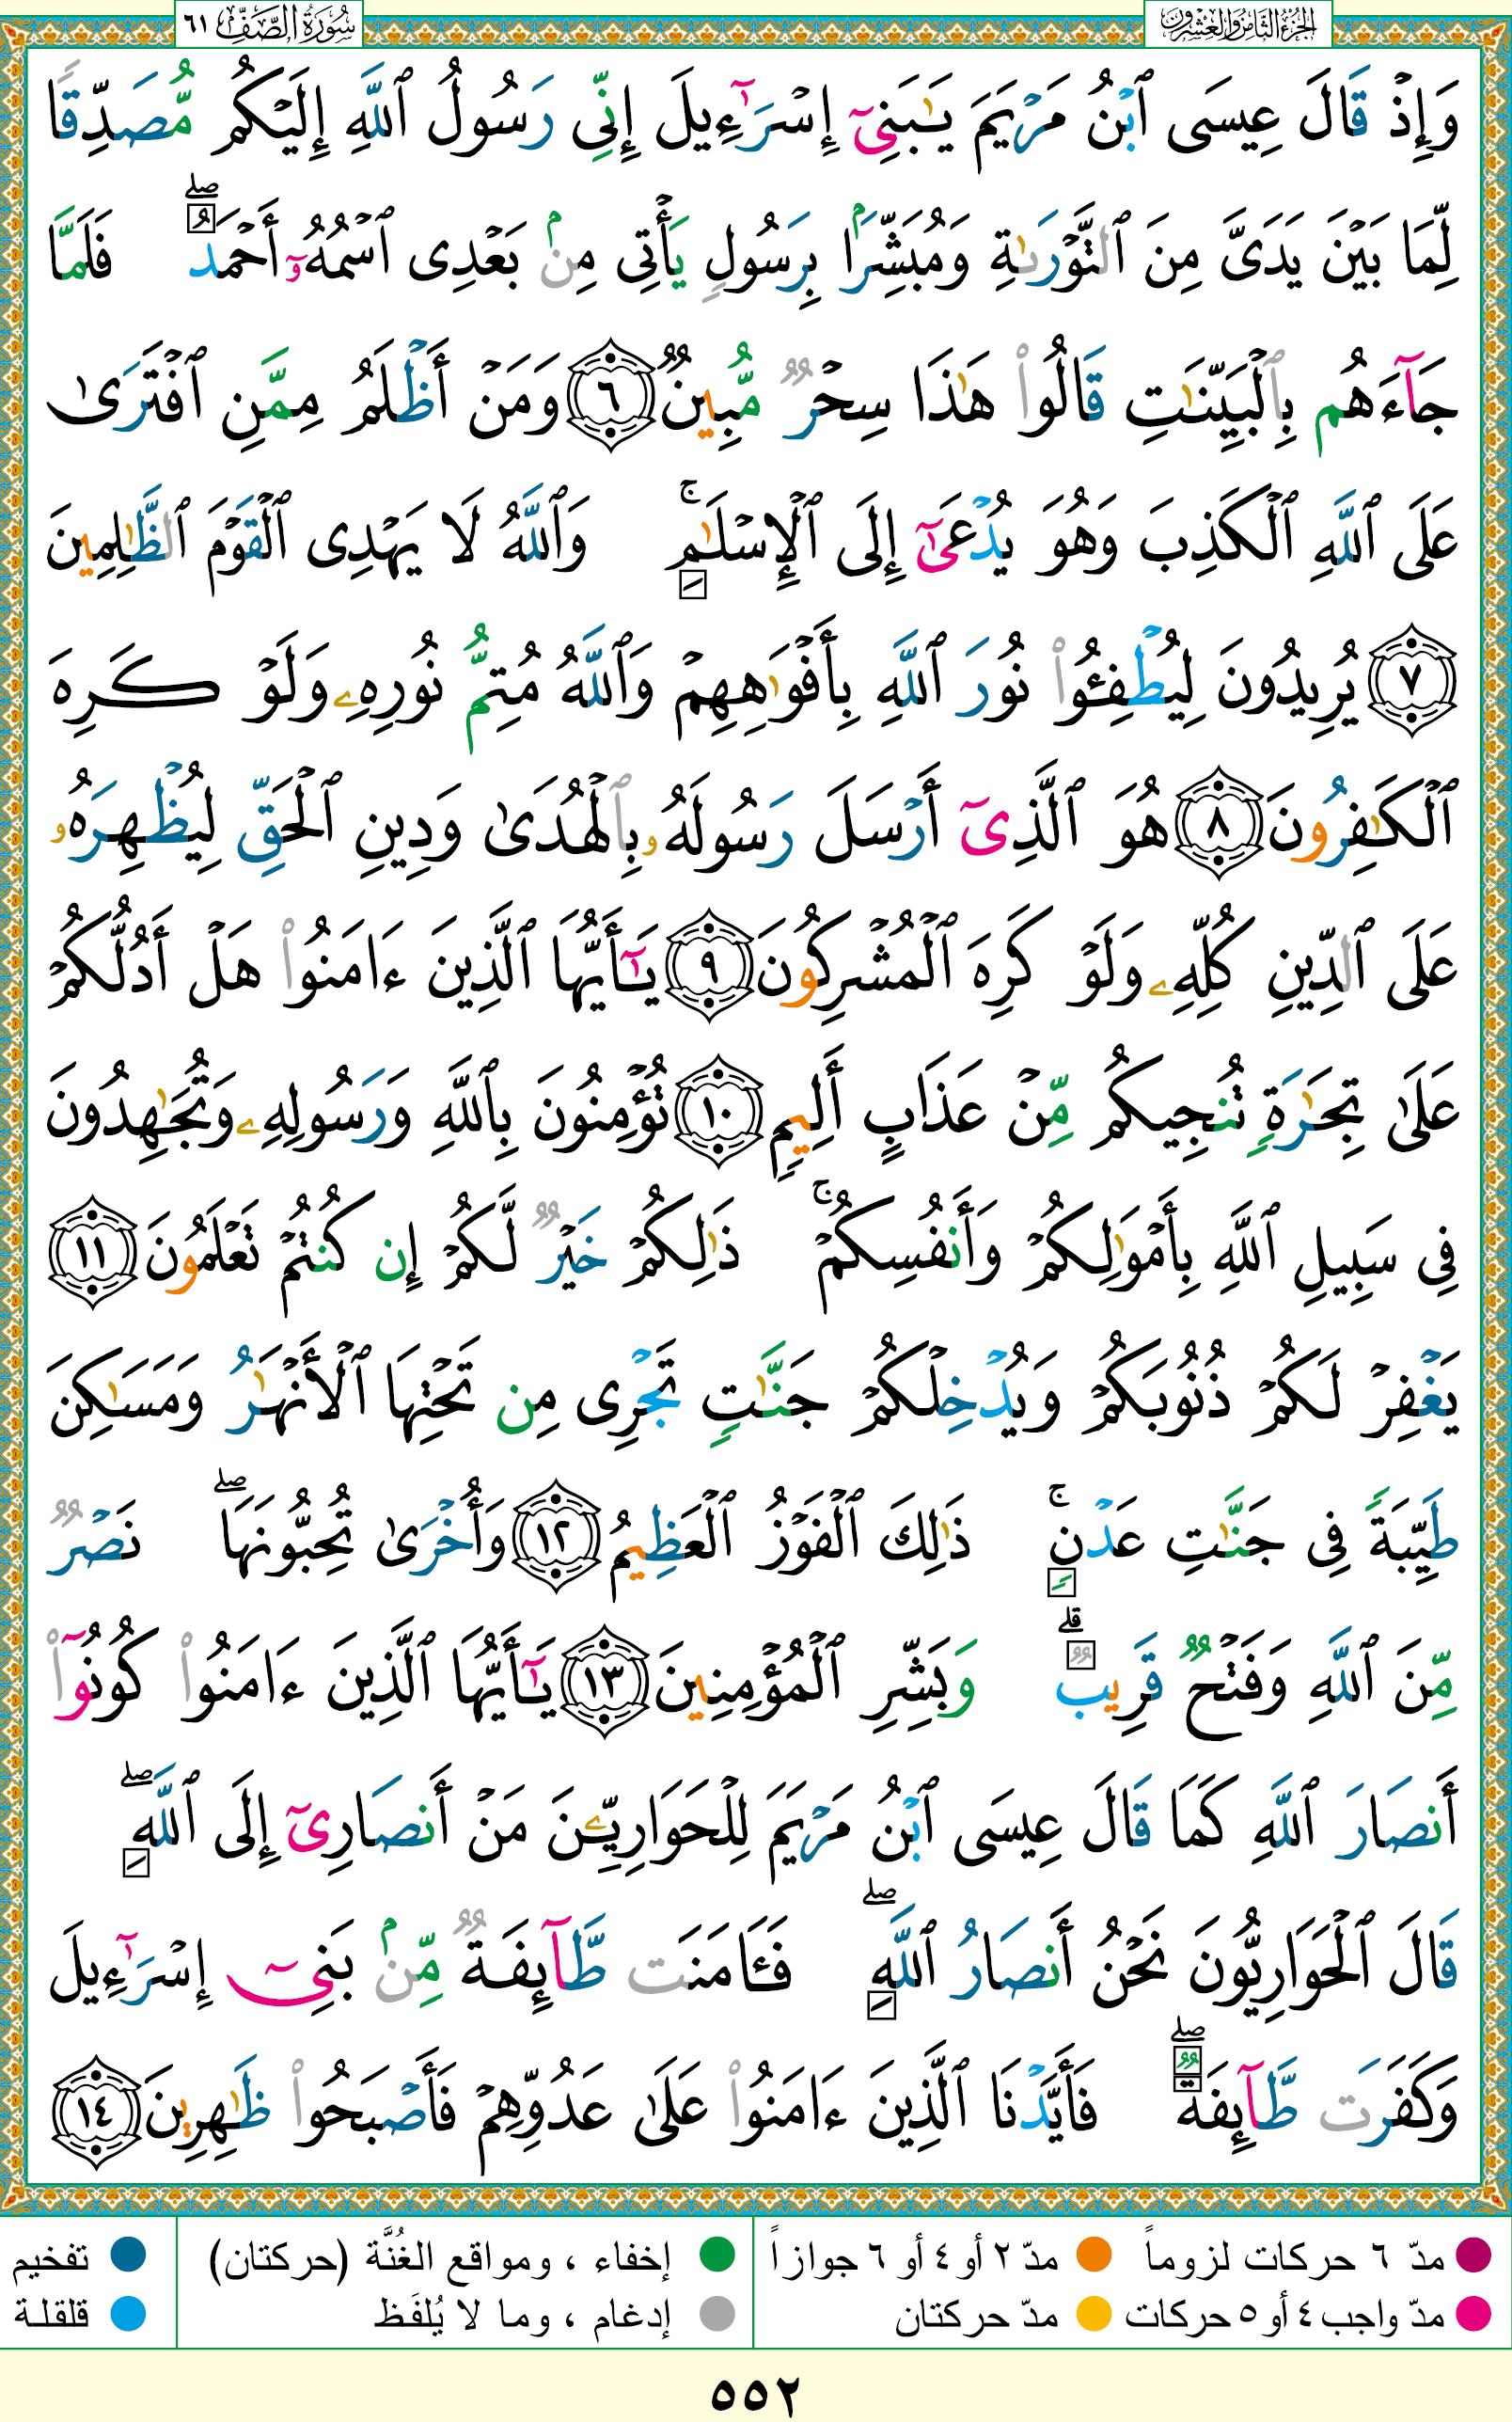 الجزء الثامن والعشرون
سُورَةُ الصَّفِّ ٦١
وَإِذْ قَالَ عِيسَى ٱبْنُ مَرْيَمَ يَـٰبَنِىٓ إِسْرَٰٓءِيلَ إِنِّى رَسُولُ ٱللَّهِ إِلَيْكُم مُّصَدِّقًا
لِّمَا بَيْنَ يَدَىَّ مِنَ ٱلتَّوْرَىٰةِ وَمُبَشِّرًۢا بِرَسُولٍ يَأْتِى مِنۢ بَعْدِى ٱسْمُهُۥٓ أَحْمَدُ ۖ فَلَمَّا
جَآءَهُم بِٱلْبَيِّنَـٰتِ قَالُوا۟ هَـٰذَا سِحْرٌ مُّبِينٌ ٦ وَمَنْ أَظْلَمُ مِمَّنِ ٱفْتَرَىٰ
عَلَى ٱللَّهِ ٱلْكَذِبَ وَهُوَ يُدْعَىٰٓ إِلَى ٱلْإِسْلَـٰمِ ۚ وَٱللَّهُ لَا يَهْدِى ٱلْقَوْمَ ٱلظَّـٰلِمِينَ
٧ يُرِيدُونَ لِيُطْفِـُٔوا۟ نُورَ ٱللَّهِ بِأَفْوَٰهِهِمْ وَٱللَّهُ مُتِمُّ نُورِهِۦ وَلَوْ كَرِهَ
ٱلْكَـٰفِرُونَ ٨ هُوَ ٱلَّذِىٓ أَرْسَلَ رَسُولَهُۥ بِٱلْهُدَىٰ وَدِينِ ٱلْحَقِّ لِيُظْهِرَهُۥ
عَلَى ٱلدِّينِ كُلِّهِۦ وَلَوْ كَرِهَ ٱلْمُشْرِكُونَ ٩ يَـٰٓأَيُّهَا ٱلَّذِينَ ءَامَنُوا۟ هَلْ أَدُلُّكُمْ
عَلَىٰ تِجَـٰرَةٍ تُنجِيكُم مِّنْ عَذَابٍ أَلِيمٍ ١٠ تُؤْمِنُونَ بِٱللَّهِ وَرَسُولِهِۦ وَتُجَـٰهِدُونَ
فِى سَبِيلِ ٱللَّهِ بِأَمْوَٰلِكُمْ وَأَنفُسِكُمْ ۚ ذَٰلِكُمْ خَيْرٌ لَّكُمْ إِن كُنتُمْ تَعْلَمُونَ ١١
يَغْفِرْ لَكُمْ ذُنُوبَكُمْ وَيُدْخِلْكُمْ جَنَّـٰتٍ تَجْرِى مِن تَحْتِهَا ٱلْأَنْهَـٰرُ وَمَسَـٰكِنَ
طَيِّبَةً فِى جَنَّـٰتِ عَدْنٍ ۚ ذَٰلِكَ ٱلْفَوْزُ ٱلْعَظِيمُ ١٢ وَأُخْرَىٰ تُحِبُّونَهَا ۖ نَصْرٌ
مِّنَ ٱللَّهِ وَفَتْحٌ قَرِيبٌ ۗ وَبَشِّرِ ٱلْمُؤْمِنِينَ ١٣ يَـٰٓأَيُّهَا ٱلَّذِينَ ءَامَنُوا۟ كُونُوٓا۟
أَنصَارَ ٱللَّهِ كَمَا قَالَ عِيسَى ٱبْنُ مَرْيَمَ لِلْحَوَارِيِّـۧنَ مَنْ أَنصَارِىٓ إِلَى ٱللَّهِ ۖ
قَالَ ٱلْحَوَارِيُّونَ نَحْنُ أَنصَارُ ٱللَّهِ ۖ فَـَٔامَنَت طَّآئِفَةٌ مِّنۢ بَنِىٓ إِسْرَٰٓءِيلَ
وَكَفَرَت طَّآئِفَةٌ ۖ فَأَيَّدْنَا ٱلَّذِينَ ءَامَنُوا۟ عَلَىٰ عَدُوِّهِمْ فَأَصْبَحُوا۟ ظَـٰهِرِينَ ١٤
مدّ ٦ حركات لزوماً مدّ ٢ أو ٤ أو ٦ جوازاً إخفاء ، ومواقع الغُنَّة (حركتان) تفخيم
مدّ واجب ٤ أو ٥ حركات مدّ حركتان إدغام ، وما لا يُلفَظ قلقلة
٥٥٢